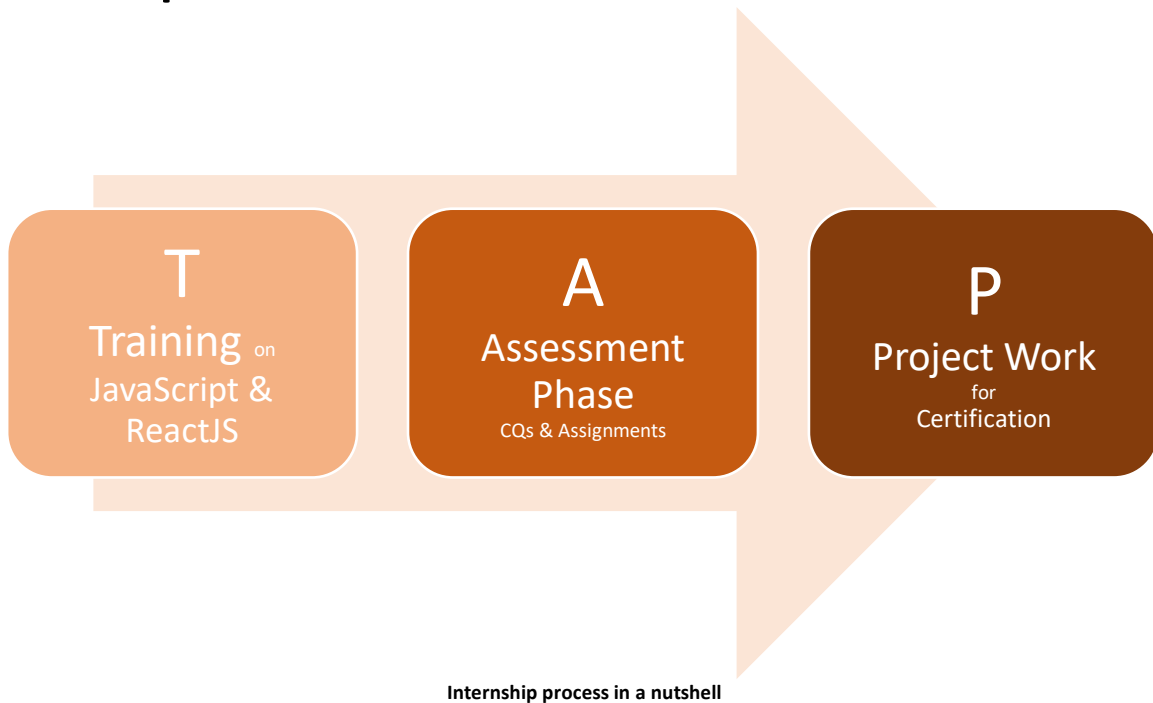 T
Training on
JavaScript &
ReactJS
A
Assessment
Phase
CQs & Assignments
P
Project Work
for
Certification
Internship process in a nutshell